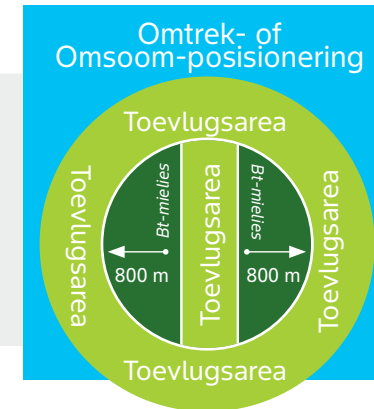 Omtrek- of
Omsoom-posisionering
Toevlugsarea
Toevlugsarea
Bt-mielies
Toevlugsarea
Bt-mielies
Toevlugsarea
800 m
800 m
Toevlugsarea